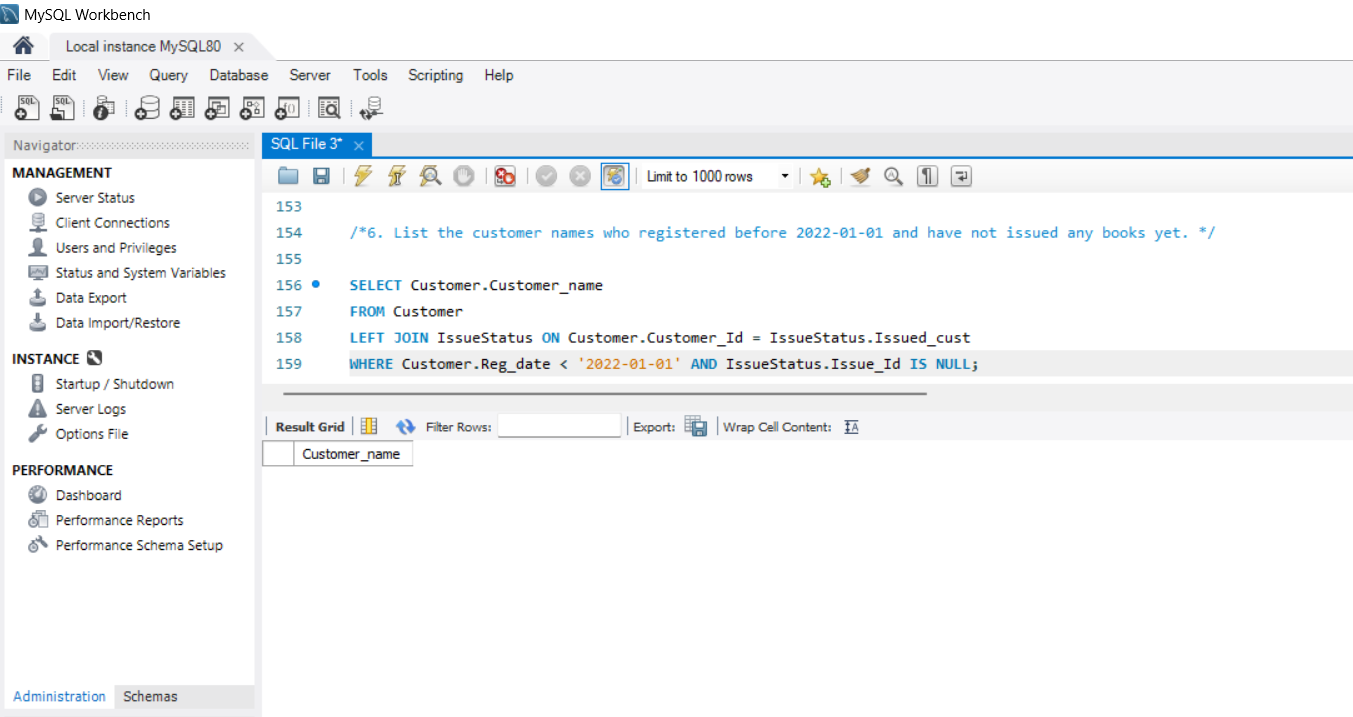 MySQL Workbench
Local instance MySQL80
File Edit View Query Database Server Tools Scripting Help
Navigator
MANAGEMENT
Server Status
Client Connections
Users and Privileges
Status and System Variables
Data Export
Data Import/Restore
INSTANCE
Startup / Shutdown
Server Logs
Options File
PERFORMANCE
Dashboard
Performance Reports
Performance Schema Setup
Administration Schemas
SQL File 3*
Limit to 1000 rows
153
154 /*6. List the customer names who registered before 2022-01-01 and have not issued any books yet. */
155
156 SELECT Customer.Customer_name
157 FROM Customer
158 LEFT JOIN IssueStatus ON Customer.Customer_Id = IssueStatus.Issued_cust
159 WHERE Customer.Reg_date < '2022-01-01' AND IssueStatus.Issue_Id IS NULL;
Result Grid Filter Rows: Export: Wrap Cell Content:
Customer_name